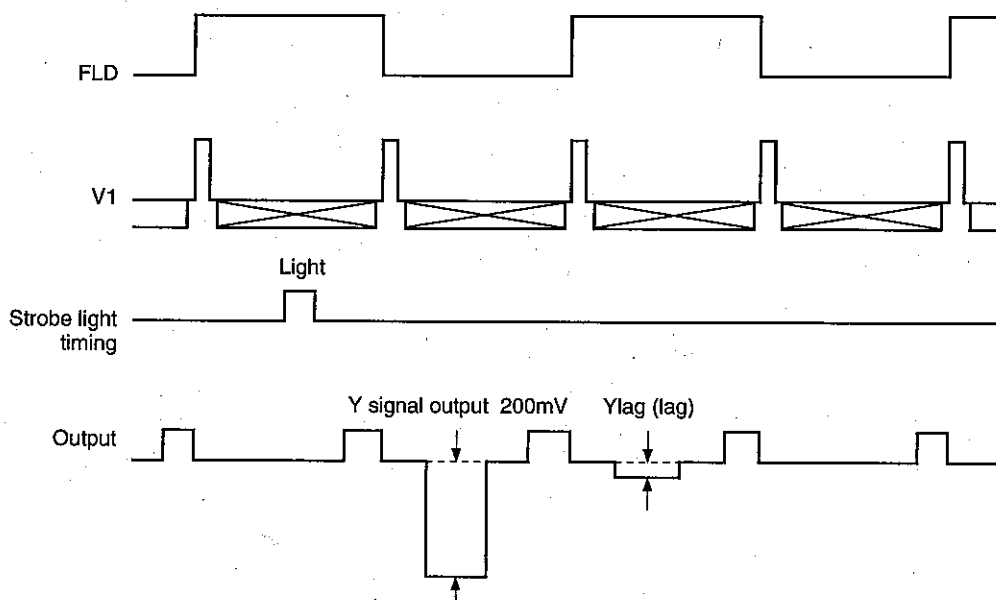 FLD
V1
Light
Strobe light
timing
Y signal output 200mV
Ylag (lag)
Output